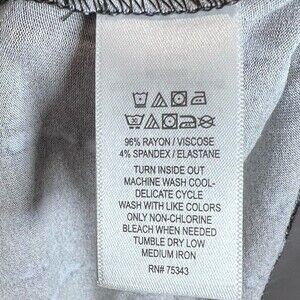 96% RAYON / VISCOSE
4% SPANDEX / ELASTANE
TURN INSIDE OUT
MACHINE WASH COOL-
DELICATE CYCLE
WASH WITH LIKE COLORS
ONLY NON-CHLORINE
BLEACH WHEN NEEDED
TUMBLE DRY LOW
MEDIUM IRON
RN# 75343